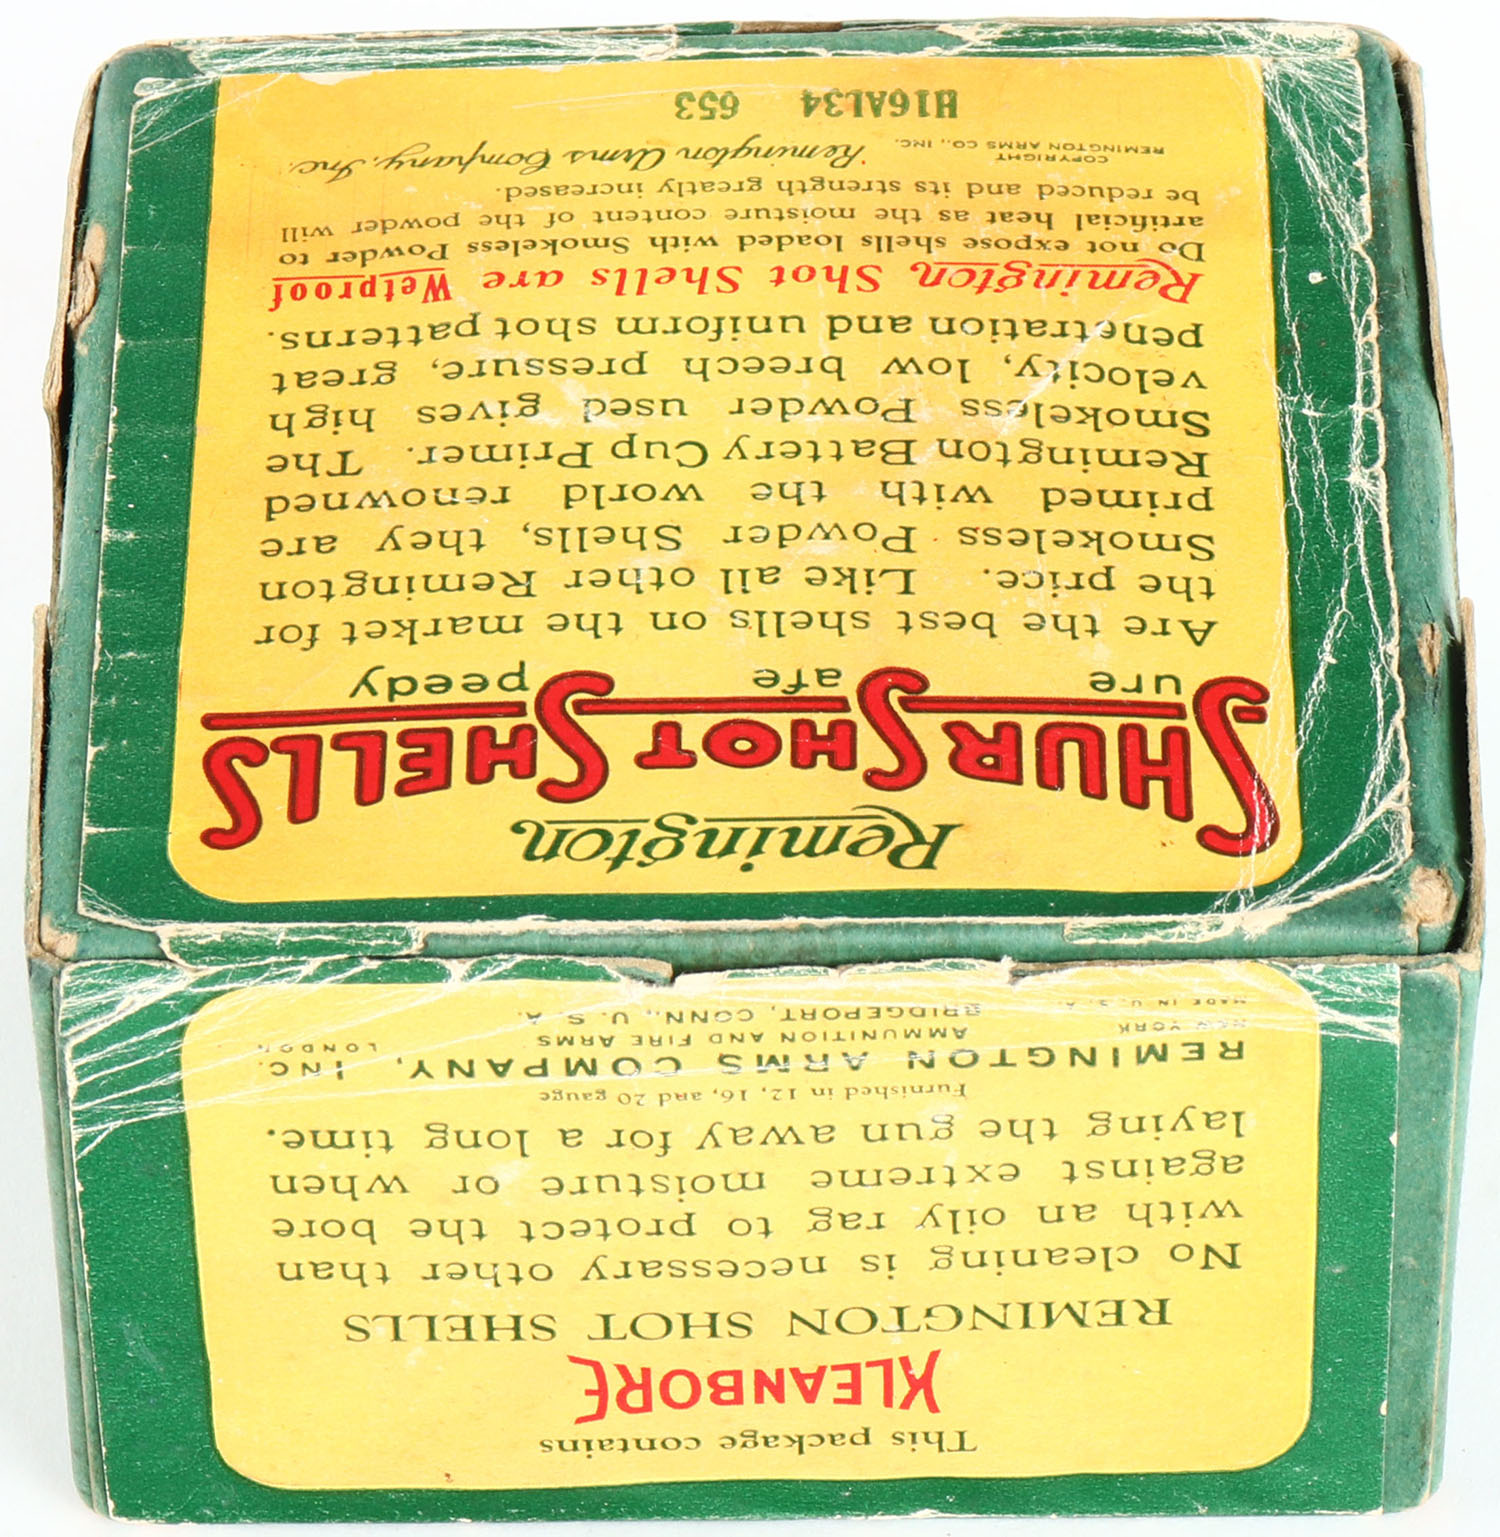 This package contains
KLEANBORE
REMINGTON SHOT SHELLS
No cleaning is necessary other than
with an oily rag to protect the bore
against extreme moisture or when
laying the gun away for a long time.
Furnished in 12, 16, and 20 gauge
REMINGTON ARMS COMPANY, INC.
NEW YORK AMMUNITION AND FIRE ARMS LONDON
MADE IN U. S. A. BRIDGEPORT, CONN., U. S. A.
Remington
SHUR SHOT SHELLS
ure afe peedy
Are the best shells on the market for
the price. Like all other Remington
Smokeless Powder Shells, they are
primed with the world renowned
Remington Battery Cup Primer. The
Smokeless Powder used gives high
velocity, low breech pressure, great
penetration and uniform shot patterns.
Remington Shot Shells are Wetproof
Do not expose shells loaded with Smokeless Powder to
artificial heat as the moisture content of the powder will
be reduced and its strength greatly increased.
COPYRIGHT
REMINGTON ARMS CO., INC. Remington Arms Company, Inc.
H16AL34 653